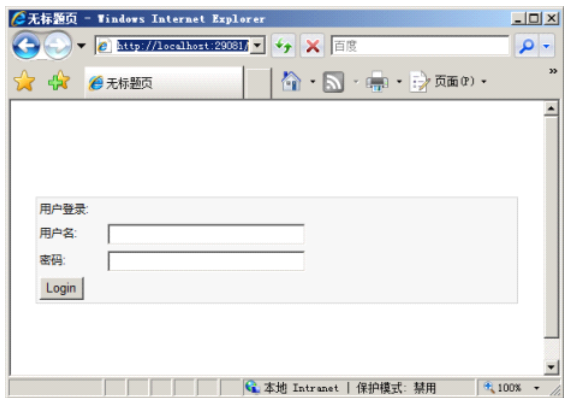 无标题页 - Windows Internet Explorer
http://localhost:29081/
百度
无标题页
页面(P)
»
用户登录:
用户名:
密码:
Login
本地 Intranet | 保护模式: 禁用
100%